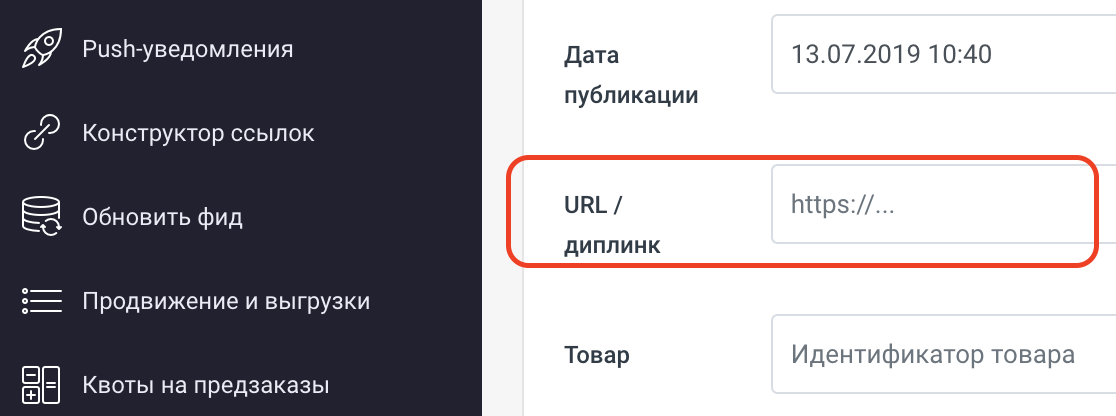 Push-уведомления
Конструктор ссылок
Обновить фид
Продвижение и выгрузки
Квоты на предзаказы
Дата
публикации
13.07.2019 10:40
URL /
диплинк
https://...
Товар
Идентификатор товара